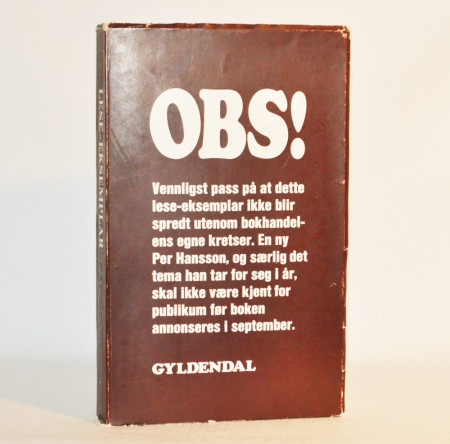 LESE-EKSEMPLAR
OBS!
Vennligst pass på at dette
lese-eksemplar ikke blir
spredt utenom bokhandel-
ens egne kretser. En ny
Per Hansson, og særlig det
tema han tar for seg i år,
skal ikke være kjent for
publikum før boken
annonseres i september.
GYLDENDAL